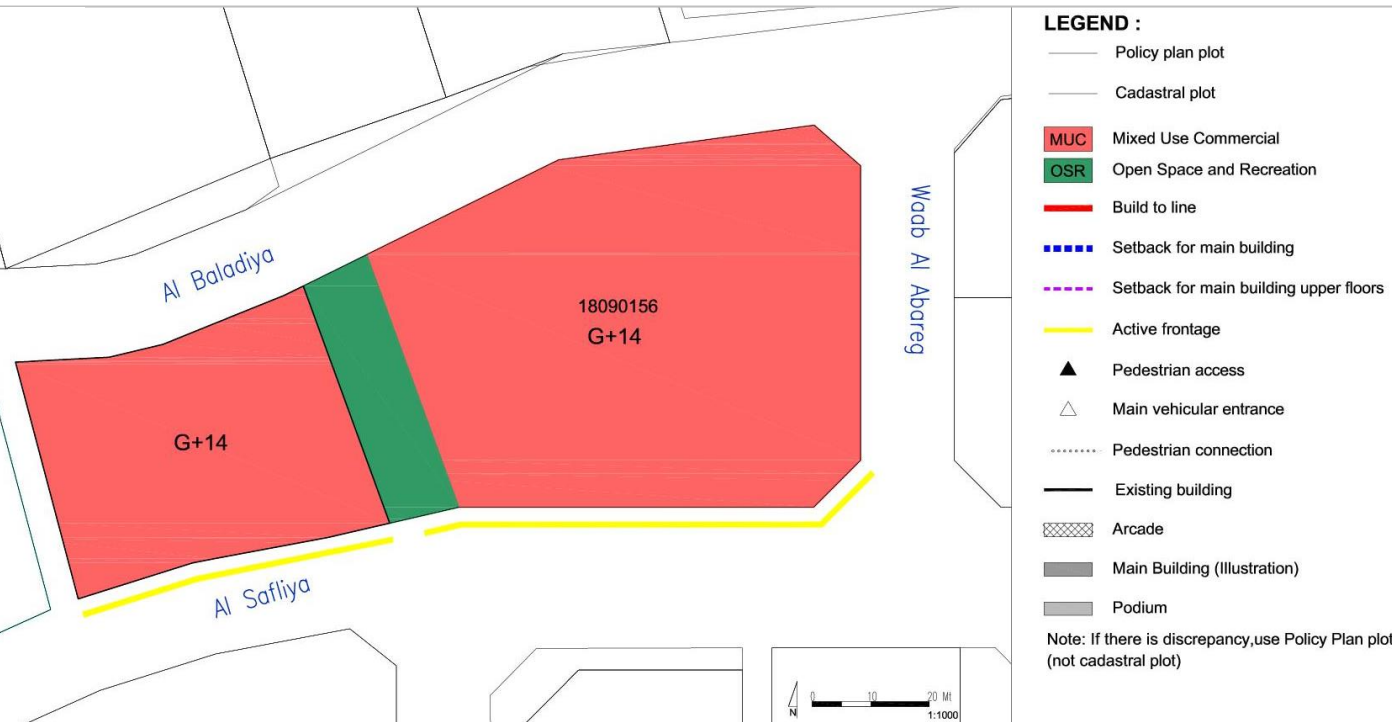 Al Baladiya
Waab Al Abareg
18090156
G+14
G+14
Al Safliya
N
0 10 20 Mt
1:1000
LEGEND :
Policy plan plot
Cadastral plot
MUC Mixed Use Commercial
OSR Open Space and Recreation
Build to line
Setback for main building
Setback for main building upper floors
Active frontage
Pedestrian access
Main vehicular entrance
Pedestrian connection
Existing building
Arcade
Main Building (Illustration)
Podium
Note: If there is discrepancy,use Policy Plan plot
(not cadastral plot)